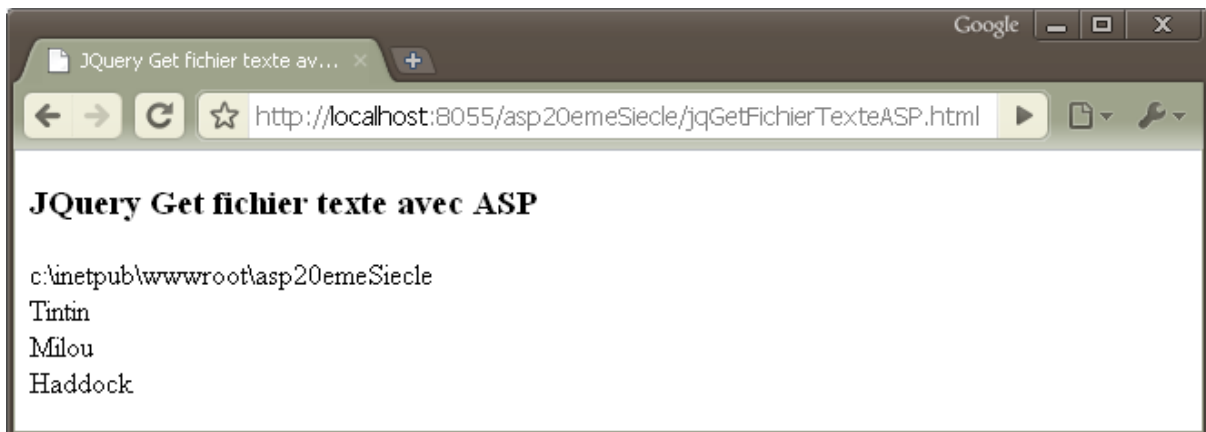 Google
JQuery Get fichier texte av...
http://localhost:8055/asp20emeSiecle/jqGetFichierTexteASP.html
JQuery Get fichier texte avec ASP
c:\inetpub\wwwroot\asp20emeSiecle
Tintin
Milou
Haddock